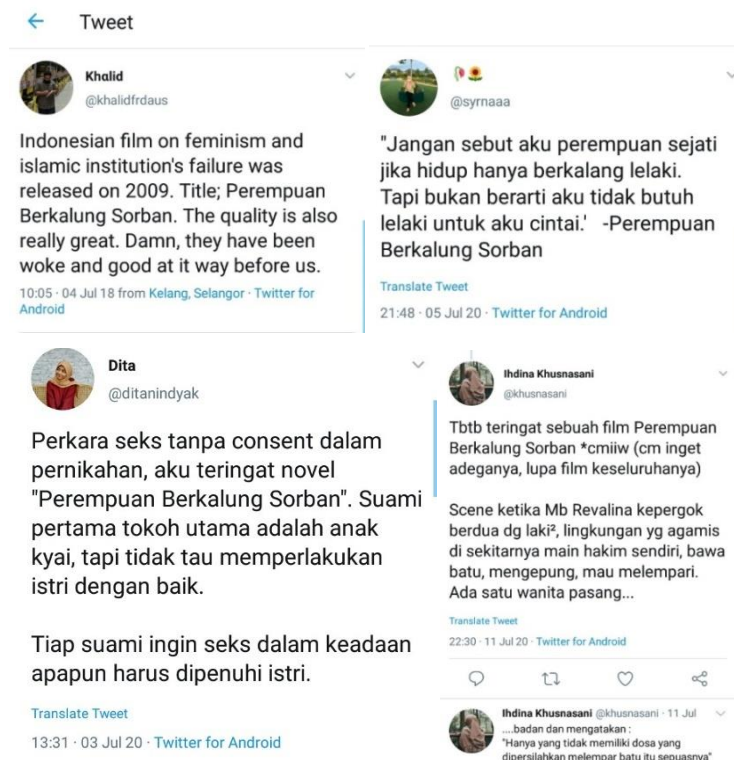 Tweet
Khalid
@khalidfrdaus
Indonesian film on feminism and
islamic institution's failure was
released on 2009. Title; Perempuan
Berkalung Sorban. The quality is also
really great. Damn, they have been
woke and good at it way before us.
10:05 · 04 Jul 18 from Kelang, Selangor · Twitter for
Android
@syrnaaa
"Jangan sebut aku perempuan sejati
jika hidup hanya berkalang lelaki.
Tapi bukan berarti aku tidak butuh
lelaki untuk aku cintai.' -Perempuan
Berkalung Sorban
Translate Tweet
21:48 · 05 Jul 20 · Twitter for Android
Dita
@ditanindyak
Perkara seks tanpa consent dalam
pernikahan, aku teringat novel
"Perempuan Berkalung Sorban". Suami
pertama tokoh utama adalah anak
kyai, tapi tidak tau memperlakukan
istri dengan baik.
Tiap suami ingin seks dalam keadaan
apapun harus dipenuhi istri.
Translate Tweet
13:31 · 03 Jul 20 · Twitter for Android
Ihdina Khusnasani
@khusnasani
Tbtb teringat sebuah film Perempuan
Berkalung Sorban *cmiiw (cm inget
adeganya, lupa film keseluruhanya)
Scene ketika Mb Revalina kepergok
berdua dg laki², lingkungan yg agamis
di sekitarnya main hakim sendiri, bawa
batu, mengepung, mau melempari.
Ada satu wanita pasang...
Translate Tweet
22:30 · 11 Jul 20 · Twitter for Android
Ihdina Khusnasani @khusnasani · 11 Jul
....badan dan mengatakan :
"Hanya yang tidak memiliki dosa yang
dipersilahkan melempar batu itu sepuasnya"